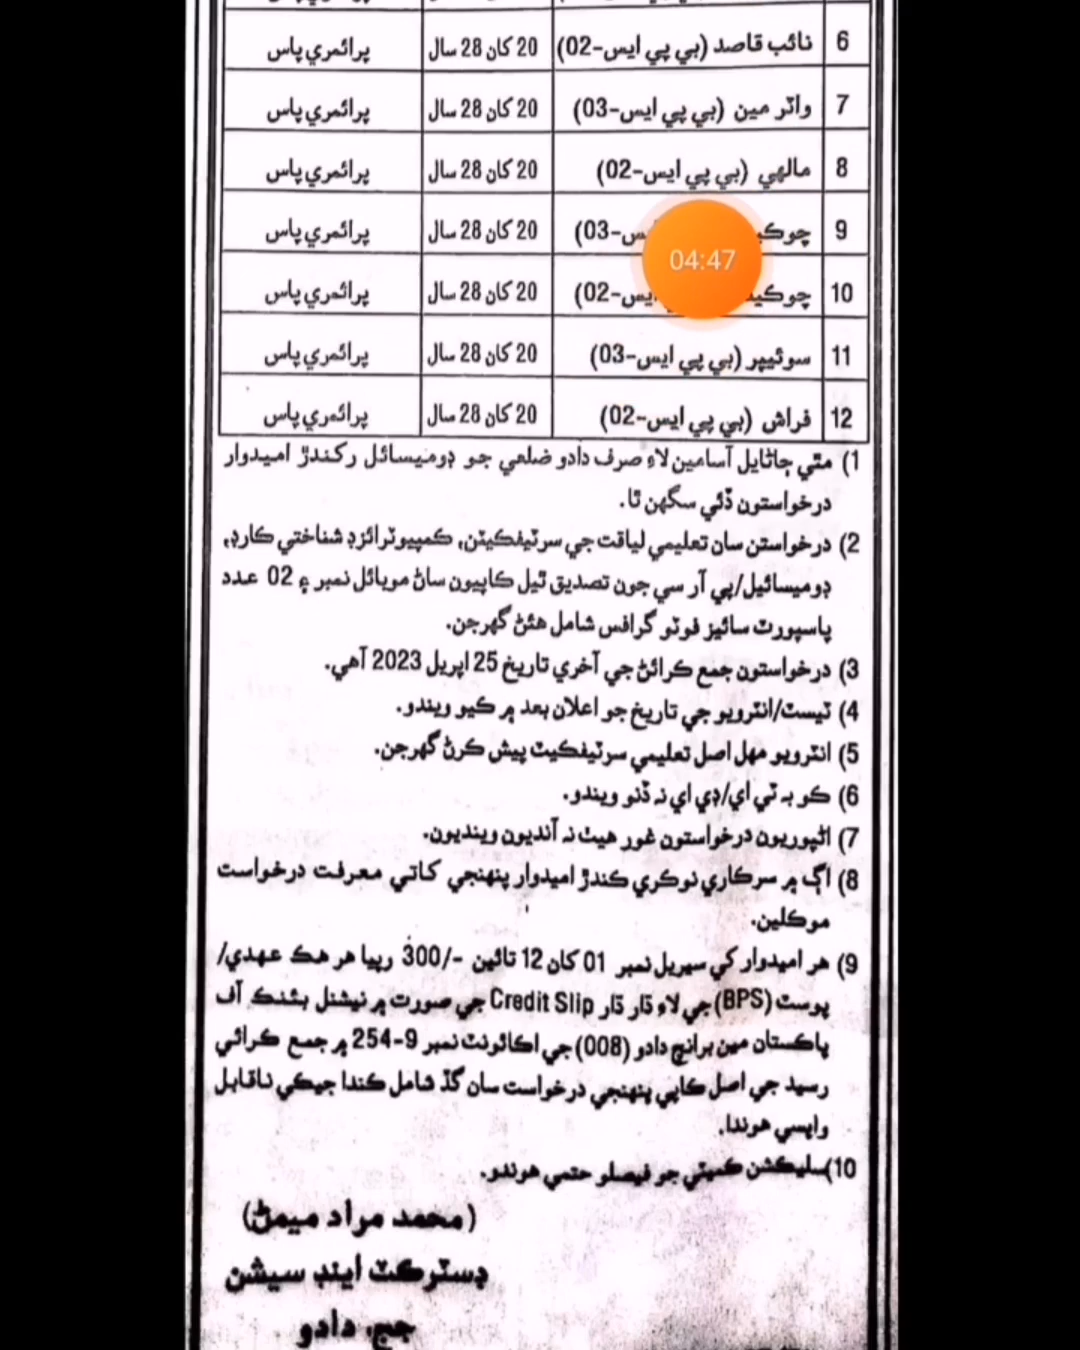 6 نائب قاصد (بي پي ايس-02) 20 کان 28 سال پرائمري پاس
7 واٽر مين (بي پي ايس-03) 20 کان 28 سال پرائمري پاس
8 مالهي (بي پي ايس-02) 20 کان 28 سال پرائمري پاس
9 -03) 20 کان 28 سال پرائمري پاس
04:47
10 ايس-02) 20 کان 28 سال پرائمري پاس
11 سوئيپر (بي پي ايس-03) 20 کان 28 سال پرائمري پاس
12 فراش (بي پي ايس-02) 20 کان 28 سال پرائمري پاس
1) مٿي ڄاڻايل آسامين لاءِ صرف دادو ضلعي جو ڊوميسائل رکندڙ اميدوار
درخواستون ڏئي سگهن ٿا.
2) درخواستن سان تعليمي لياقت جي سرٽيفڪيٽن، ڪمپيوٽرائزڊ شناختي ڪارڊ،
ڊوميسائيل/پي آر سي جون تصديق ٿيل ڪاپيون ساڻ موبائل نمبر ۽ 02 عدد
پاسپورٽ سائيز فوٽو گرافس شامل هئڻ گهرجن.
3) درخواستون جمع ڪرائڻ جي آخري تاريخ 25 اپريل 2023 آهي.
4) ٽيسٽ/انٽرويو جي تاريخ جو اعلان بعد ۾ ڪيو ويندو.
5) انٽرويو مهل اصل تعليمي سرٽيفڪيٽ پيش ڪرڻ گهرجن.
6) ڪو به ٽي اي/ڊي اي نه ڏنو ويندو.
7) اڻپوريون درخواستون غور هيٺ نه آنديون وينديون.
8) اڳ ۾ سرڪاري نوڪري ڪندڙ اميدوار پنهنجي کاتي معرفت درخواست
موڪلين.
9) هر اميدوار کي سيريل نمبر 01 کان 12 تائين -/300 رپيا هر هڪ عهدي/
پوسٽ (BPS) جي لاءِ ڌار ڌار Credit Slip جي صورت ۾ نيشنل بئنڪ آف
پاڪستان مين برانچ دادو (008) جي اڪائونٽ نمبر 9-254 ۾ جمع ڪرائي
رسيد جي اصل ڪاپي پنهنجي درخواست سان گڏ شامل ڪندا جيڪي ناقابل
واپسي هوندا.
10) سليڪشن ڪميٽي جو فيصلو حتمي هوندو.
(محمد مراد ميمڻ)
ڊسٽرڪٽ اينڊ سيشن
جج، دادو